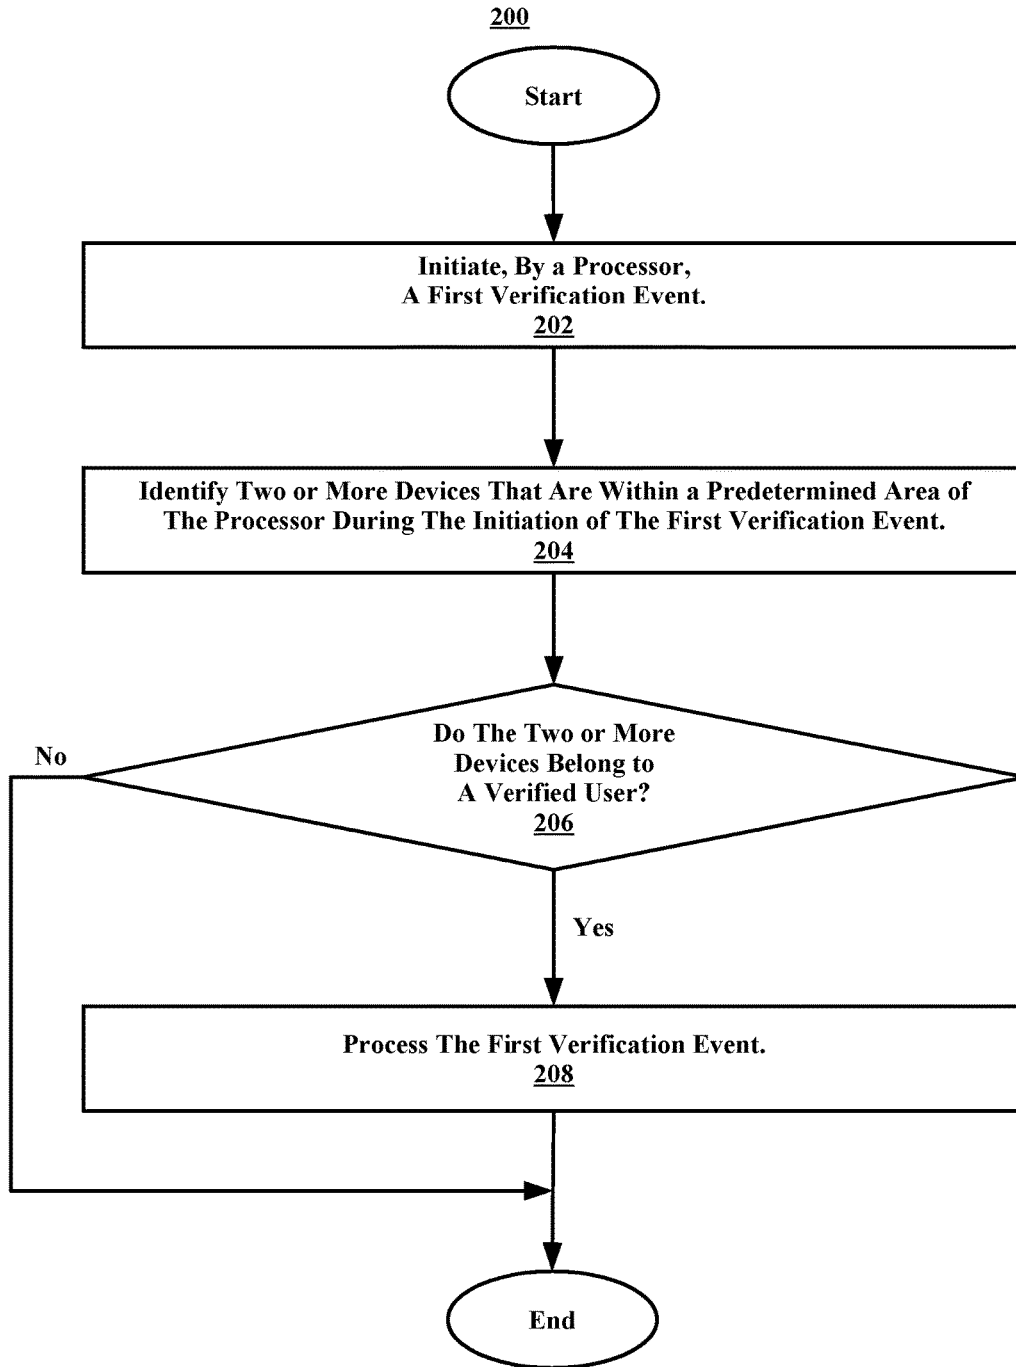 200
Start
Initiate, By a Processor,
A First Verification Event.
202
Identify Two or More Devices That Are Within a Predetermined Area of
The Processor During The Initiation of The First Verification Event.
204
Do The Two or More
Devices Belong to
A Verified User?
206
No
Yes
Process The First Verification Event.
208
End